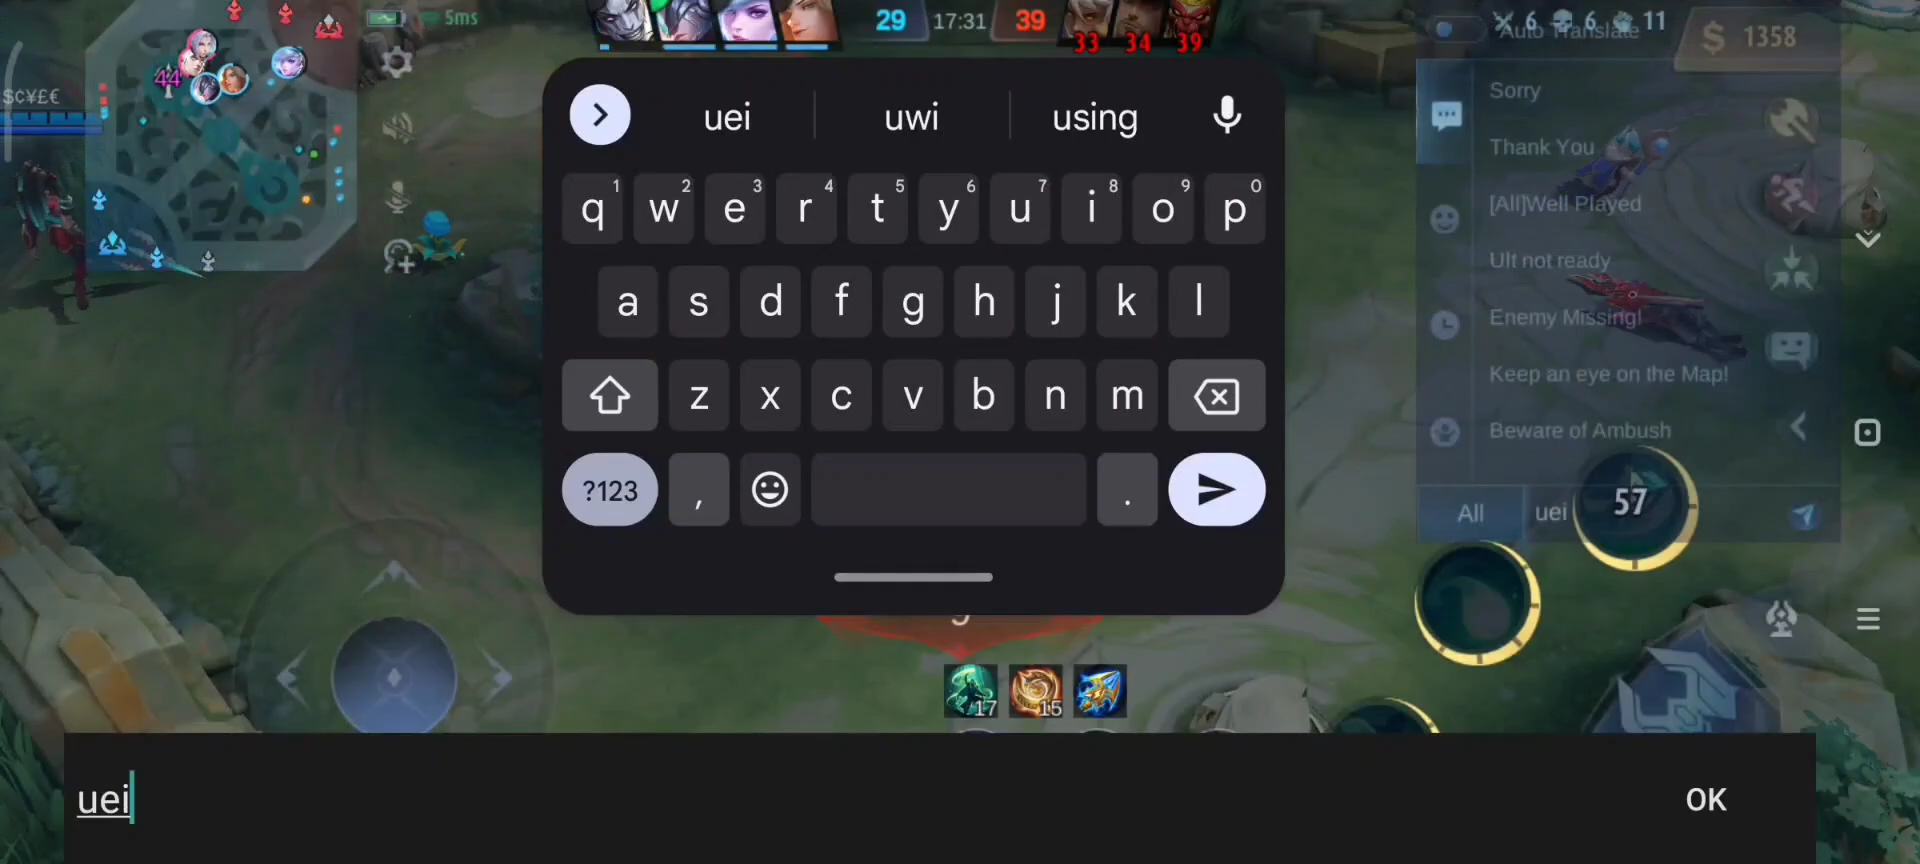 5ms
29 17:31 39
33 34 39
6 6 11
$ 1358
44
$¢¥£€
Auto Translate
Sorry
Thank You
[All]Well Played
Ult not ready
Enemy Missing!
Keep an eye on the Map!
Beware of Ambush
All uei
57
uei uwi using
q 1 w 2 e 3 r 4 t 5 y 6 u 7 i 8 o 9 p 0
a s d f g h j k l
z x c v b n m
?123 , .
17 15
uei OK